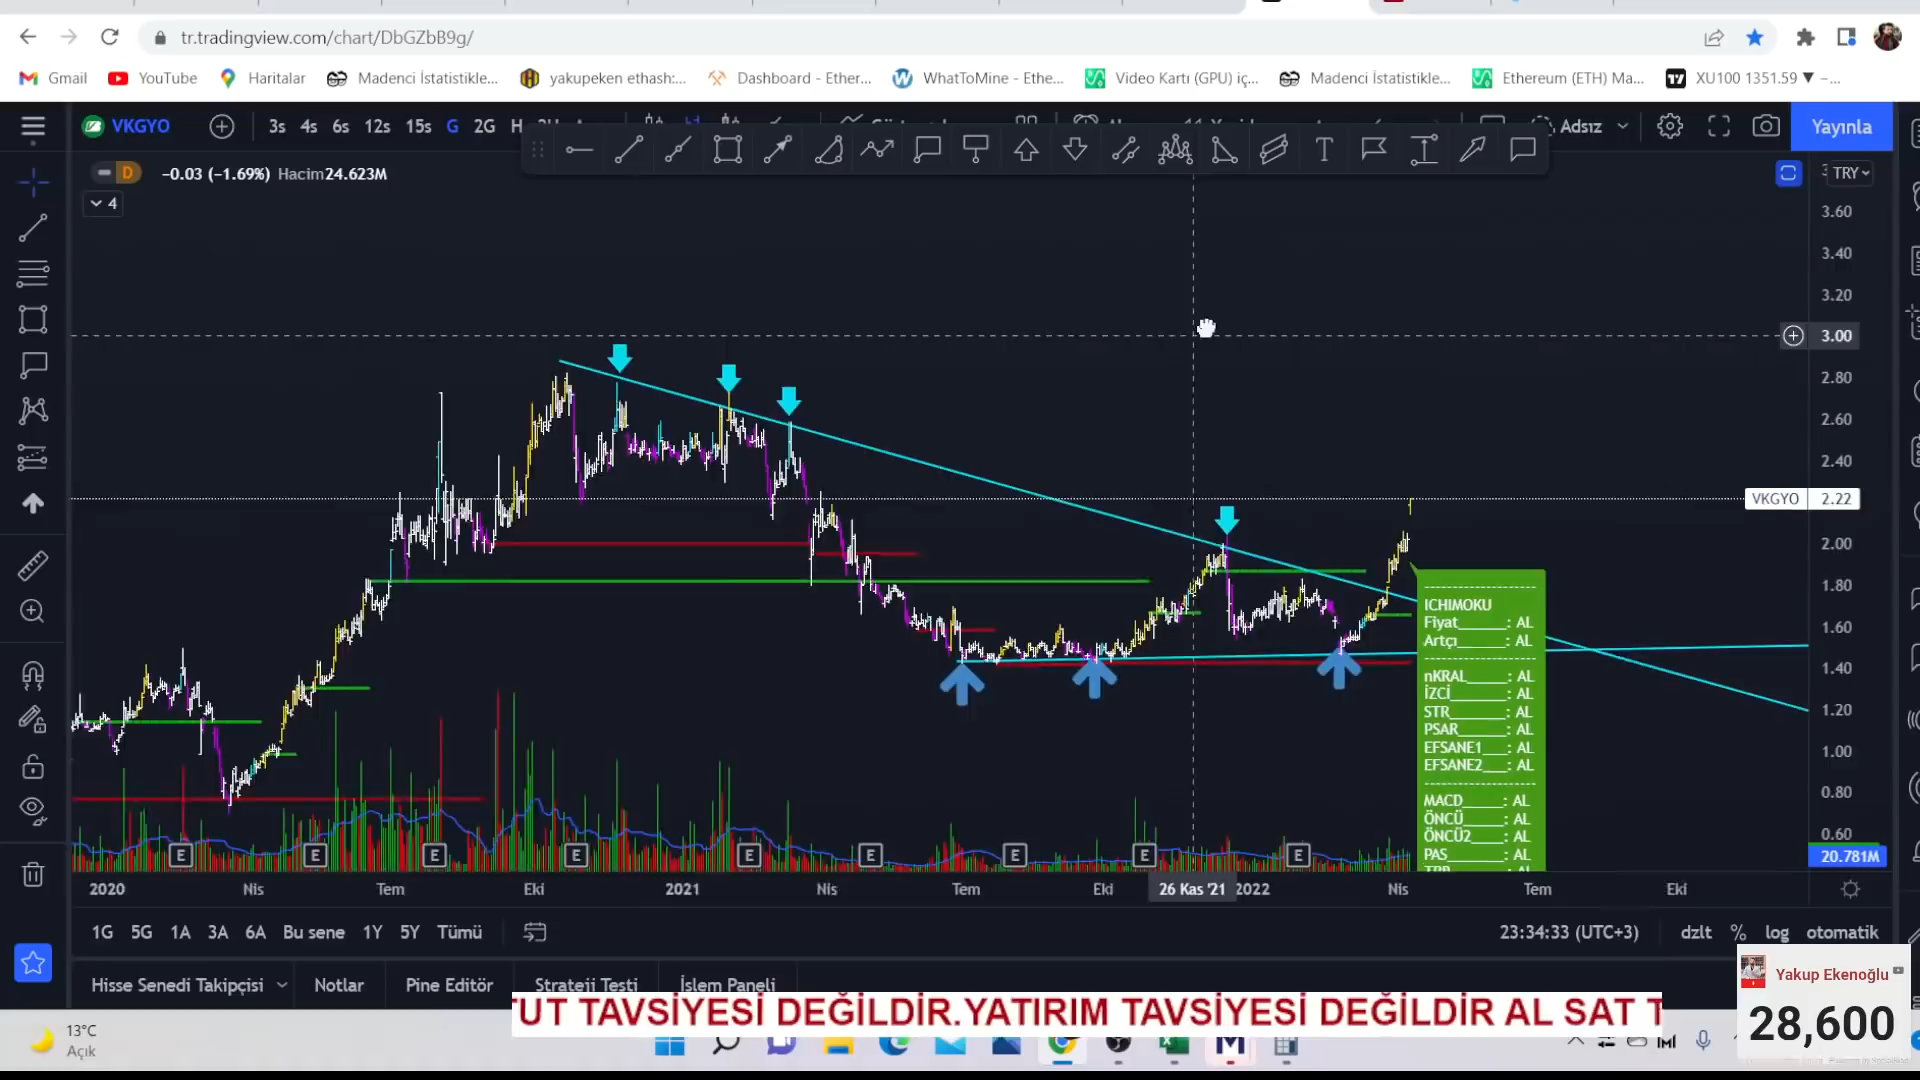 tr.tradingview.com/chart/DbGZbB9g/
Gmail
YouTube
Haritalar
Madenci İstatistikle...
yakupeken ethash:...
Dashboard - Ether...
WhatToMine - Ethe...
Video Kartı (GPU) iç...
Madenci İstatistikle...
Ethereum (ETH) Ma...
XU100 1351.59 ▼ −...
VKGYO
3s 4s 6s 12s 15s G 2G
Adsız
Yayınla
D
−0.03 (−1.69%) Hacim24.623M
TRY
4
3.60
3.40
3.20
3.00
2.80
2.60
2.40
VKGYO 2.22
2.00
1.80
1.60
1.40
1.20
1.00
0.80
0.60
20.781M
ICHIMOKU
Fiyat______: AL
Artçı______: AL
nKRAL_____: AL
İZCİ_______: AL
STR_______: AL
PSAR______: AL
EFSANE1___: AL
EFSANE2___: AL
MACD_____: AL
ÖNCÜ_____: AL
ÖNCÜ2____: AL
PAS_______: AL
E E E E E E E E E
2020 Nis Tem Eki 2021 Nis Tem Eki 26 Kas '21 2022 Nis Tem Eki
1G 5G 1A 3A 6A Bu sene 1Y 5Y Tümü
23:34:33 (UTC+3) dzlt % log otomatik
Hisse Senedi Takipçisi
Notlar
Pine Editör
Strateji Testi
İşlem Paneli
UT TAVSİYESİ DEĞİLDİR.YATIRIM TAVSİYESİ DEĞİLDİR AL SAT
Yakup Ekenoğlu
28,600
13°C
Açık